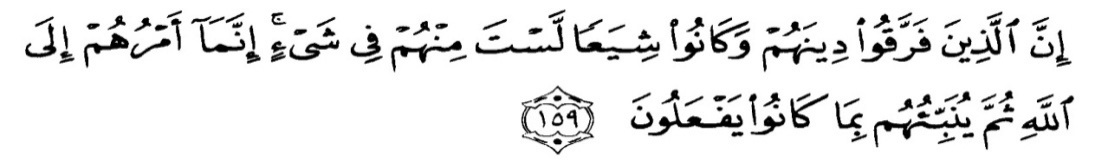 إِنَّ ٱلَّذِينَ فَرَّقُوا۟ دِينَهُمْ وَكَانُوا۟ شِيَعًا لَّسْتَ مِنْهُمْ فِى شَىْءٍ ۚ إِنَّمَآ أَمْرُهُمْ إِلَى
ٱللَّهِ ثُمَّ يُنَبِّئُهُم بِمَا كَانُوا۟ يَفْعَلُونَ ١٥٩